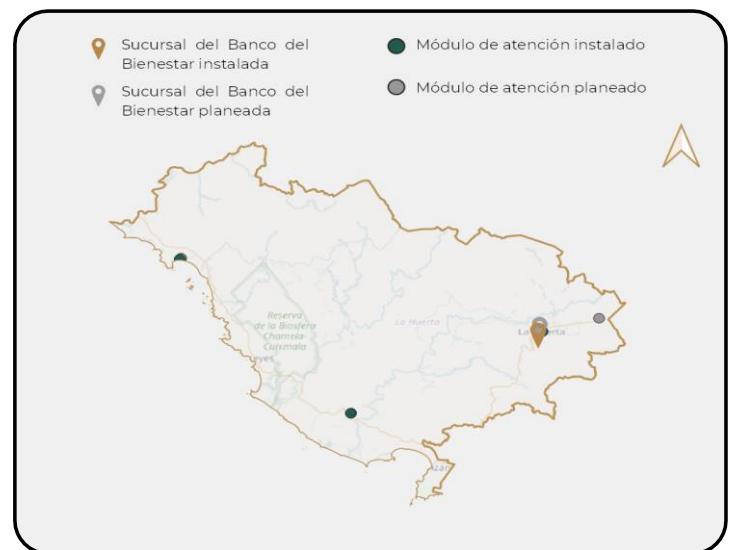 Sucursal del Banco del
Bienestar instalada
Sucursal del Banco del
Bienestar planeada
Módulo de atención instalado
Módulo de atención planeado
Reserva
de la Biosfera
Chamela-
Cuixmala
La Huerta